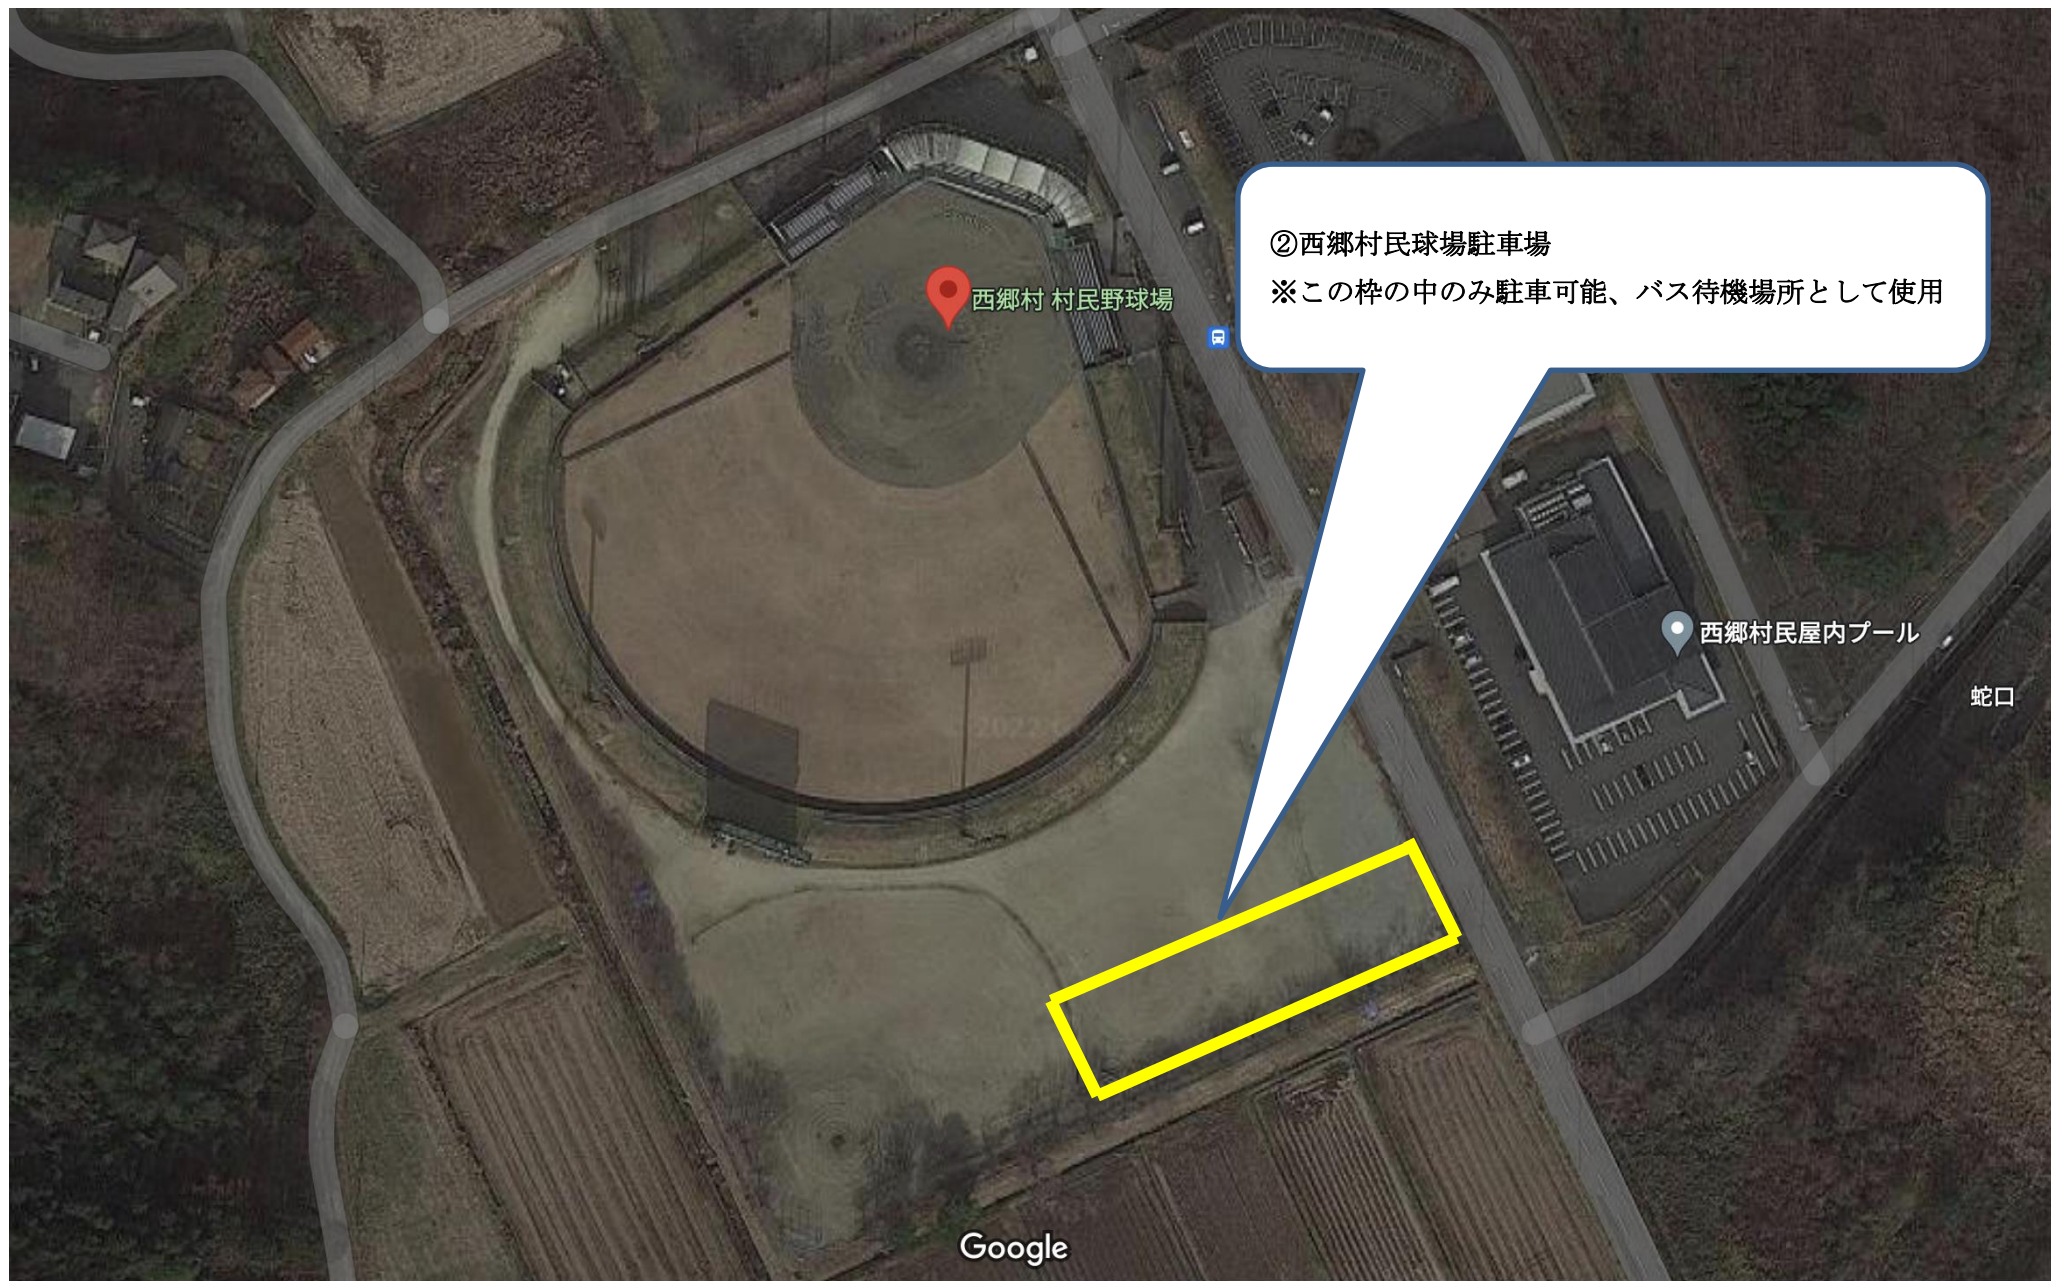 ②西郷村民球場駐車場
※この枠の中のみ駐車可能、バス待機場所として使用
西郷村 村民野球場
西郷村民屋内プール
蛇口
Google